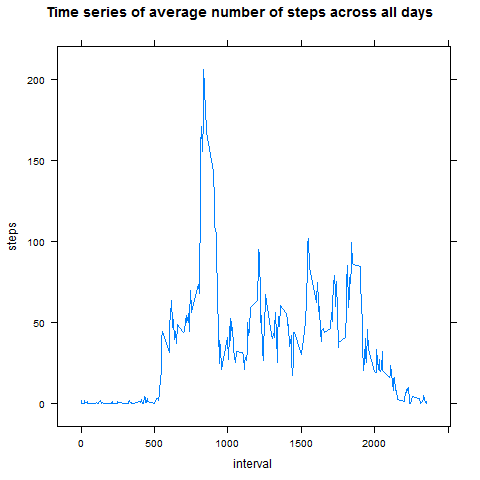 Time series of average number of steps across all days
200
150
100
50
0
steps
0 500 1000 1500 2000
interval